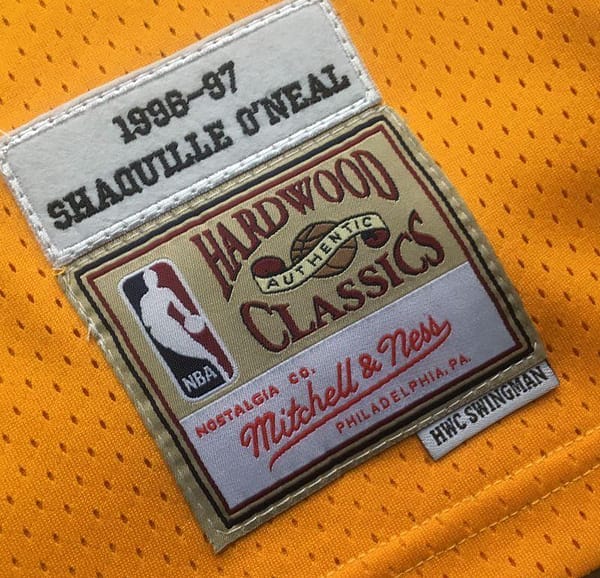 1996-97
SHAQUILLE O'NEAL
HARDWOOD
AUTHENTIC
CLASSICS
NBA
NOSTALGIA CO.
Mitchell & Ness
PHILADELPHIA, PA.
HWC SWINGMAN